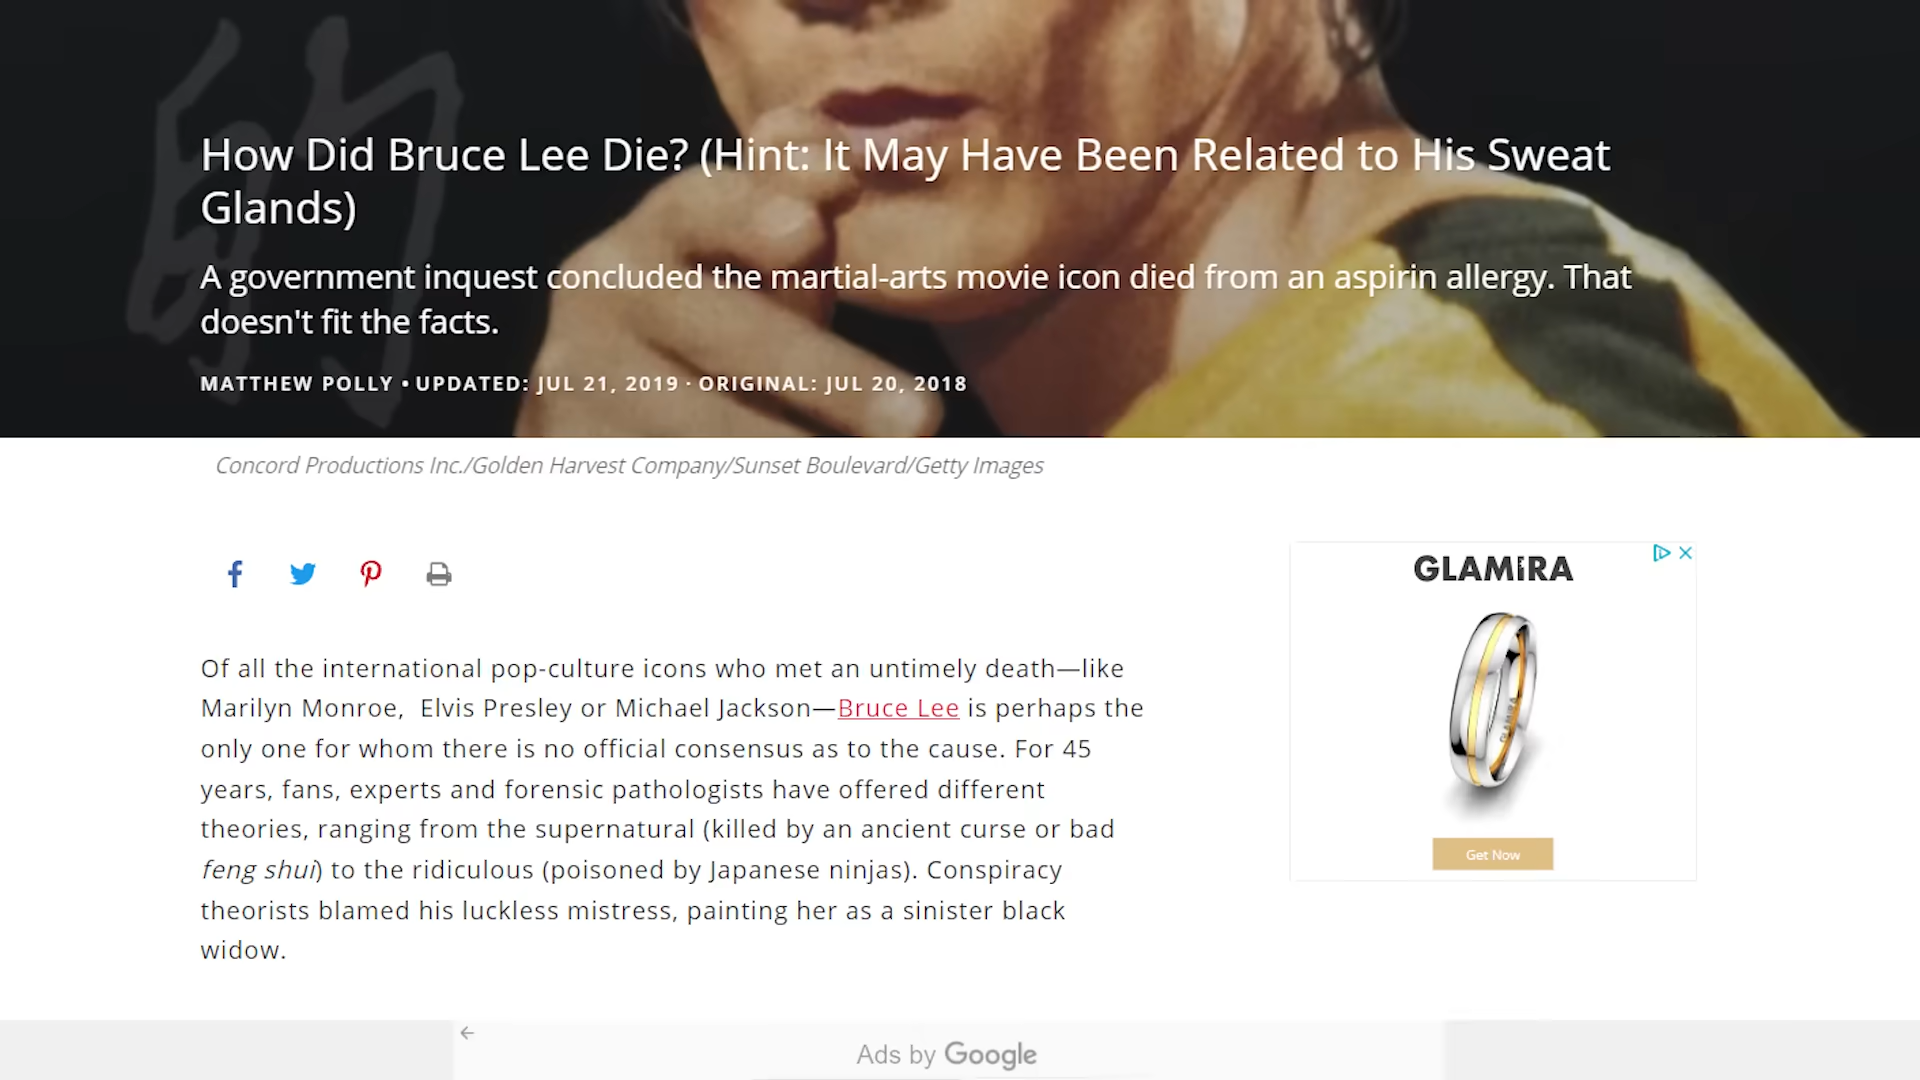 How Did Bruce Lee Die? (Hint: It May Have Been Related to His Sweat
Glands)
A government inquest concluded the martial-arts movie icon died from an aspirin allergy. That
doesn't fit the facts.
MATTHEW POLLY • UPDATED: JUL 21, 2019 · ORIGINAL: JUL 20, 2018
Concord Productions Inc./Golden Harvest Company/Sunset Boulevard/Getty Images
Of all the international pop-culture icons who met an untimely death—like
Marilyn Monroe,  Elvis Presley or Michael Jackson—Bruce Lee is perhaps the
only one for whom there is no official consensus as to the cause. For 45
years, fans, experts and forensic pathologists have offered different
theories, ranging from the supernatural (killed by an ancient curse or bad
feng shui) to the ridiculous (poisoned by Japanese ninjas). Conspiracy
theorists blamed his luckless mistress, painting her as a sinister black
widow.
GLAMIRA
GLAMIRA
Get Now
Ads by Google